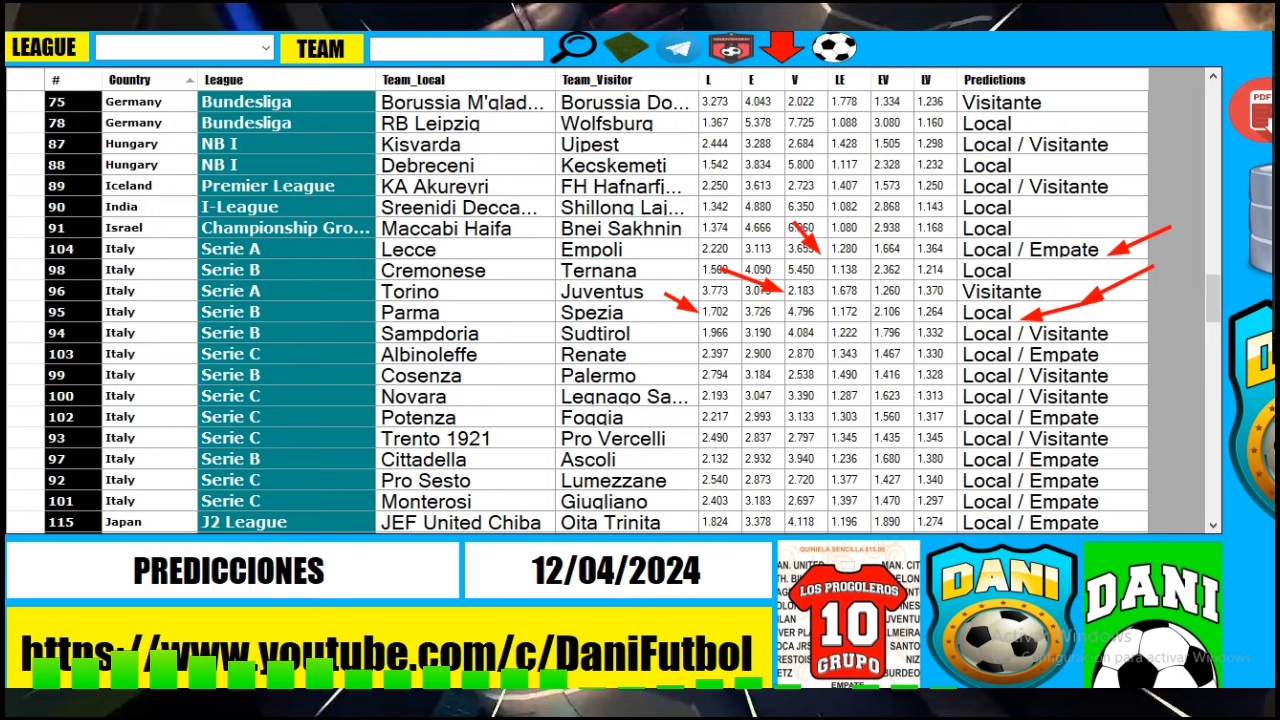 LEAGUE TEAM
# Country League Team_Local Team_Visitor L E V LE EV LV Predictions
75 Germany Bundesliga Borussia M'glad... Borussia Do... 3.273 4.043 2.022 1.778 1.334 1.236 Visitante
78 Germany Bundesliga RB Leipzig Wolfsburg 1.367 5.378 7.725 1.088 3.080 1.160 Local
87 Hungary NB I Kisvarda Ujpest 2.444 3.288 2.684 1.428 1.505 1.298 Local / Visitante
88 Hungary NB I Debreceni Kecskemeti 1.542 3.834 5.800 1.117 2.328 1.232 Local
89 Iceland Premier League KA Akureyri FH Hafnarfi... 2.250 3.613 2.723 1.407 1.573 1.250 Local / Visitante
90 India I-League Sreenidi Decca... Shillong Laj... 1.342 4.880 6.350 1.082 2.868 1.143 Local
91 Israel Championship Gro... Maccabi Haifa Bnei Sakhnin 1.374 4.666 1.080 2.938 1.168 Local
104 Italy Serie A Lecce Empoli 2.220 3.113 1.280 1.664 1.364 Local / Empate
98 Italy Serie B Cremonese Ternana 4.090 5.450 1.138 2.362 1.214 Local
96 Italy Serie A Torino Juventus 3.773 2.183 1.678 1.260 1.370 Visitante
95 Italy Serie B Parma Spezia 1.702 3.726 4.796 1.172 2.106 1.264 Local
94 Italy Serie B Sampdoria Sudtirol 1.966 3.190 4.084 1.222 1.796 1.332 Local / Visitante
103 Italy Serie C Albinoleffe Renate 2.397 2.900 2.870 1.343 1.467 1.330 Local / Empate
99 Italy Serie B Cosenza Palermo 2.794 3.184 2.538 1.490 1.416 1.328 Local / Visitante
100 Italy Serie C Novara Legnago Sa... 2.193 3.047 3.390 1.287 1.623 1.313 Local / Visitante
102 Italy Serie C Potenza Foggia 2.217 2.993 3.133 1.303 1.560 1.317 Local / Empate
93 Italy Serie C Trento 1921 Pro Vercelli 2.490 2.837 2.797 1.345 1.435 1.345 Local / Visitante
97 Italy Serie B Cittadella Ascoli 2.132 2.932 3.940 1.236 1.680 1.380 Local / Empate
92 Italy Serie C Pro Sesto Lumezzane 2.540 2.873 2.720 1.377 1.427 1.340 Local / Empate
101 Italy Serie C Monterosi Giugliano 2.403 3.183 2.697 1.397 1.470 1.297 Local / Empate
115 Japan J2 League JEF United Chiba Oita Trinita 1.824 3.378 4.118 1.196 1.890 1.274 Local / Empate
PDF
PREDICCIONES
12/04/2024
https://www.youtube.com/c/DaniFutbol
QUINIELA SENCILLA $15.00
LOS PROGOLEROS
10
GRUPO
EMPATE
DANI
DANI